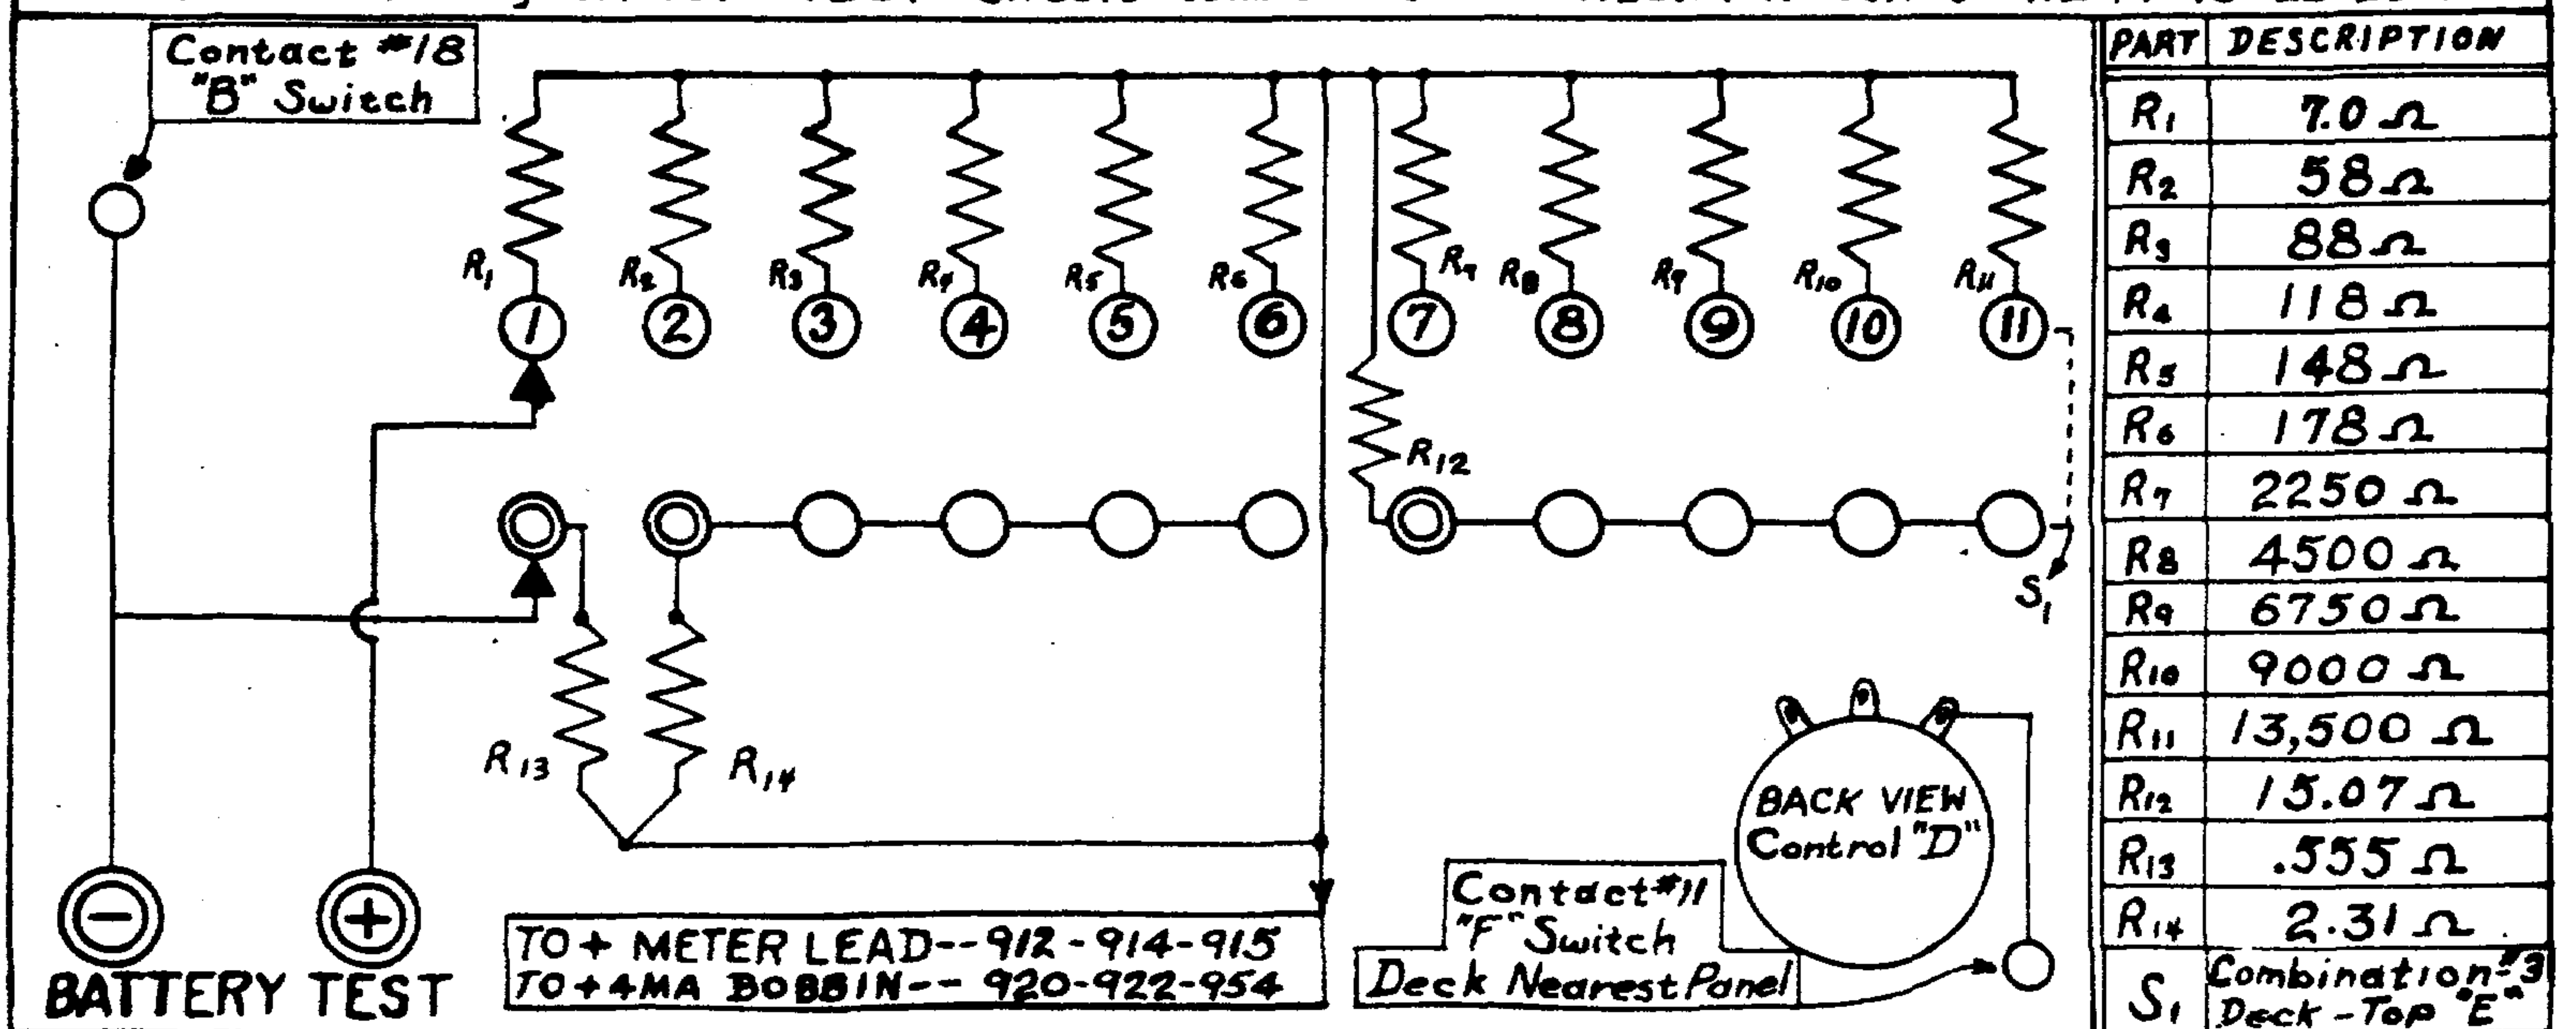 Contact #18
"B" Switch
R1
R2
R3
R4
R5
R6
R7
R8
R9
R10
R11
1
2
3
4
5
6
7
8
9
10
11
R12
S1
R13
R14
BACK VIEW
Control "D"
Contact #11
"F" Switch
Deck Nearest Panel
−
+
BATTERY TEST
TO + METER LEAD--912-914-915
TO + 4MA BOBBIN-- 920-922-954
PART DESCRIPTION
R1 7.0 Ω
R2 58 Ω
R3 88 Ω
R4 118 Ω
R5 148 Ω
R6 178 Ω
R7 2250 Ω
R8 4500 Ω
R9 6750 Ω
R10 9000 Ω
R11 13,500 Ω
R12 15.07 Ω
R13 .555 Ω
R14 2.31 Ω
S1 Combination-#3
Deck - Top "E"